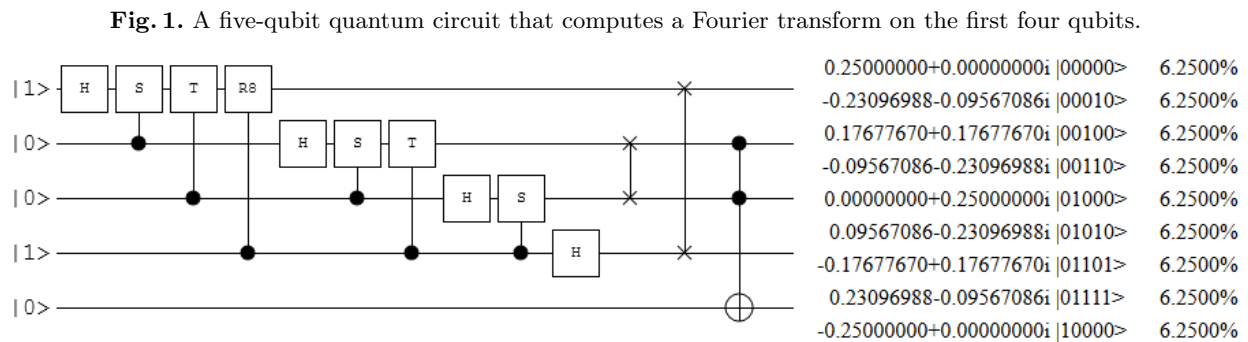 Fig. 1. A five-qubit quantum circuit that computes a Fourier transform on the first four qubits.
|1> H S T R8
|0> H S T
|0> H S
|1> H
|0>
0.25000000+0.00000000i |00000> 6.2500%
-0.23096988-0.09567086i |00010> 6.2500%
0.17677670+0.17677670i |00100> 6.2500%
-0.09567086-0.23096988i |00110> 6.2500%
0.00000000+0.25000000i |01000> 6.2500%
0.09567086-0.23096988i |01010> 6.2500%
-0.17677670+0.17677670i |01101> 6.2500%
0.23096988-0.09567086i |01111> 6.2500%
-0.25000000+0.00000000i |10000> 6.2500%